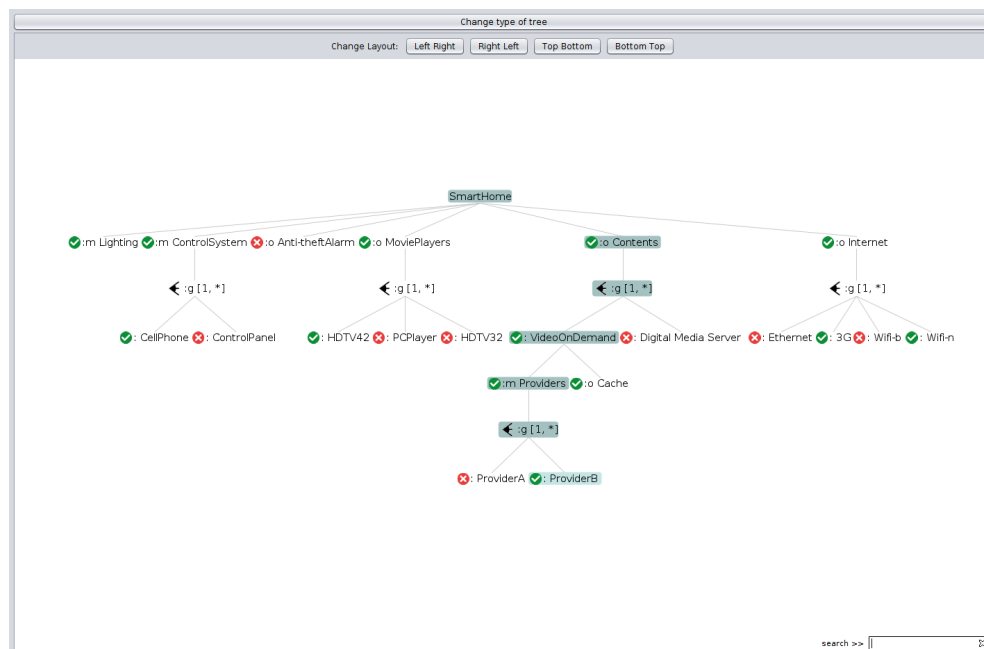 Change type of tree
Change Layout: Left Right Right Left Top Bottom Bottom Top
SmartHome
:m Lighting :m ControlSystem :o Anti-theftAlarm :o MoviePlayers :o Contents :o Internet
:g [1, *] :g [1, *] :g [1, *] :g [1, *]
: CellPhone : ControlPanel : HDTV42 : PCPlayer : HDTV32 : VideoOnDemand : Digital Media Server : Ethernet : 3G : Wifi-b : Wifi-n
:m Providers :o Cache
:g [1, *]
: ProviderA : ProviderB
search >>